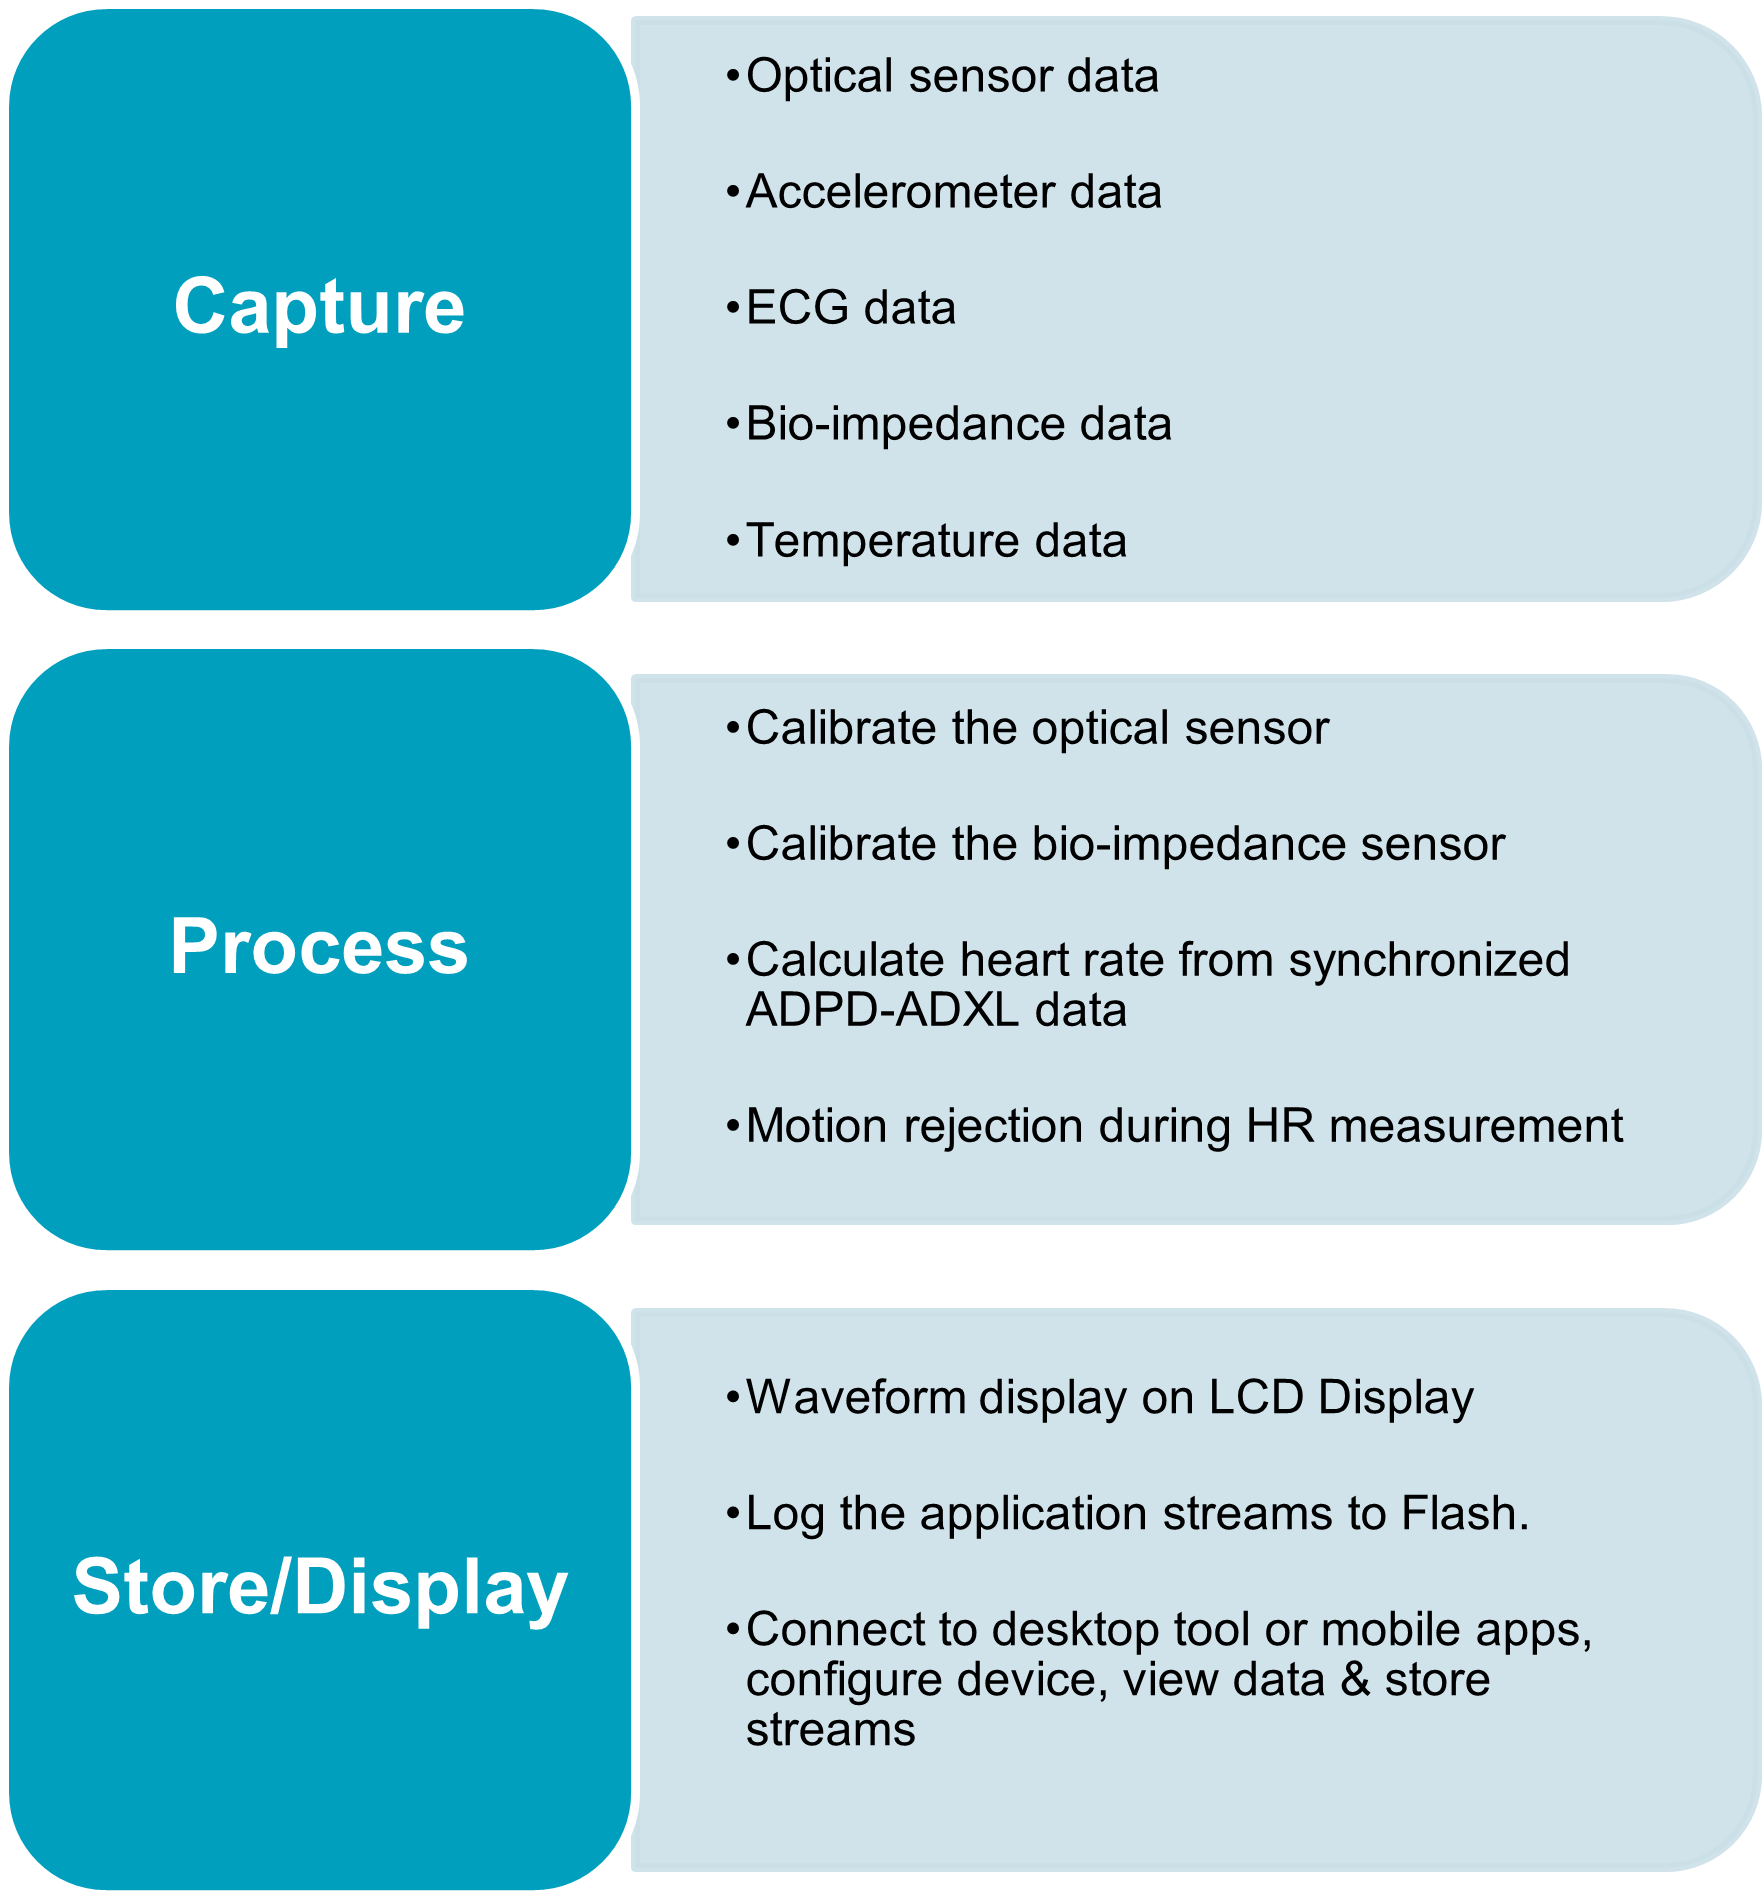 Capture
•Optical sensor data
•Accelerometer data
•ECG data
•Bio-impedance data
•Temperature data
Process
•Calibrate the optical sensor
•Calibrate the bio-impedance sensor
•Calculate heart rate from synchronized
ADPD-ADXL data
•Motion rejection during HR measurement
Store/Display
•Waveform display on LCD Display
•Log the application streams to Flash.
•Connect to desktop tool or mobile apps,
configure device, view data & store
streams